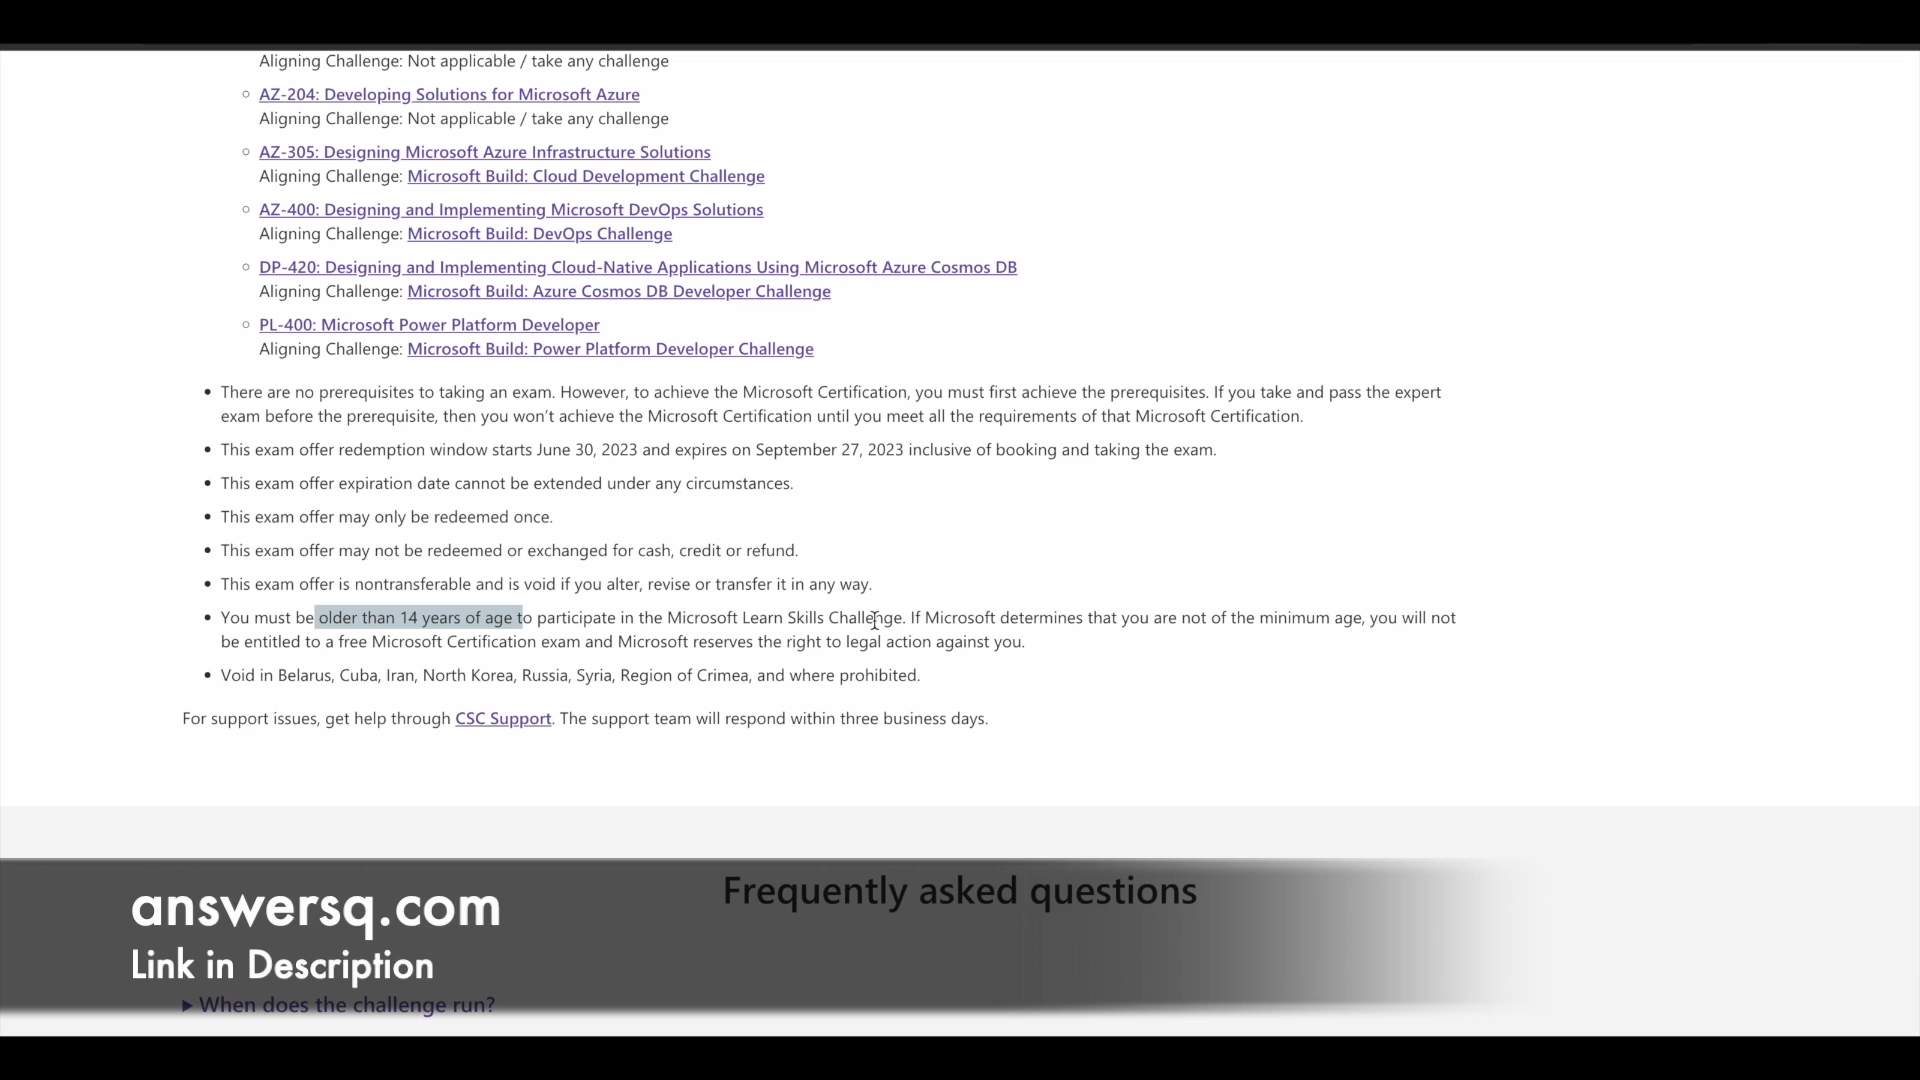 Aligning Challenge: Not applicable / take any challenge
AZ-204: Developing Solutions for Microsoft Azure
Aligning Challenge: Not applicable / take any challenge
AZ-305: Designing Microsoft Azure Infrastructure Solutions
Aligning Challenge: Microsoft Build: Cloud Development Challenge
AZ-400: Designing and Implementing Microsoft DevOps Solutions
Aligning Challenge: Microsoft Build: DevOps Challenge
DP-420: Designing and Implementing Cloud-Native Applications Using Microsoft Azure Cosmos DB
Aligning Challenge: Microsoft Build: Azure Cosmos DB Developer Challenge
PL-400: Microsoft Power Platform Developer
Aligning Challenge: Microsoft Build: Power Platform Developer Challenge
There are no prerequisites to taking an exam. However, to achieve the Microsoft Certification, you must first achieve the prerequisites. If you take and pass the expert
exam before the prerequisite, then you won’t achieve the Microsoft Certification until you meet all the requirements of that Microsoft Certification.
This exam offer redemption window starts June 30, 2023 and expires on September 27, 2023 inclusive of booking and taking the exam.
This exam offer expiration date cannot be extended under any circumstances.
This exam offer may only be redeemed once.
This exam offer may not be redeemed or exchanged for cash, credit or refund.
This exam offer is nontransferable and is void if you alter, revise or transfer it in any way.
You must be older than 14 years of age to participate in the Microsoft Learn Skills Challenge. If Microsoft determines that you are not of the minimum age, you will not
be entitled to a free Microsoft Certification exam and Microsoft reserves the right to legal action against you.
Void in Belarus, Cuba, Iran, North Korea, Russia, Syria, Region of Crimea, and where prohibited.
For support issues, get help through CSC Support. The support team will respond within three business days.
Frequently asked questions
answersq.com
Link in Description
When does the challenge run?